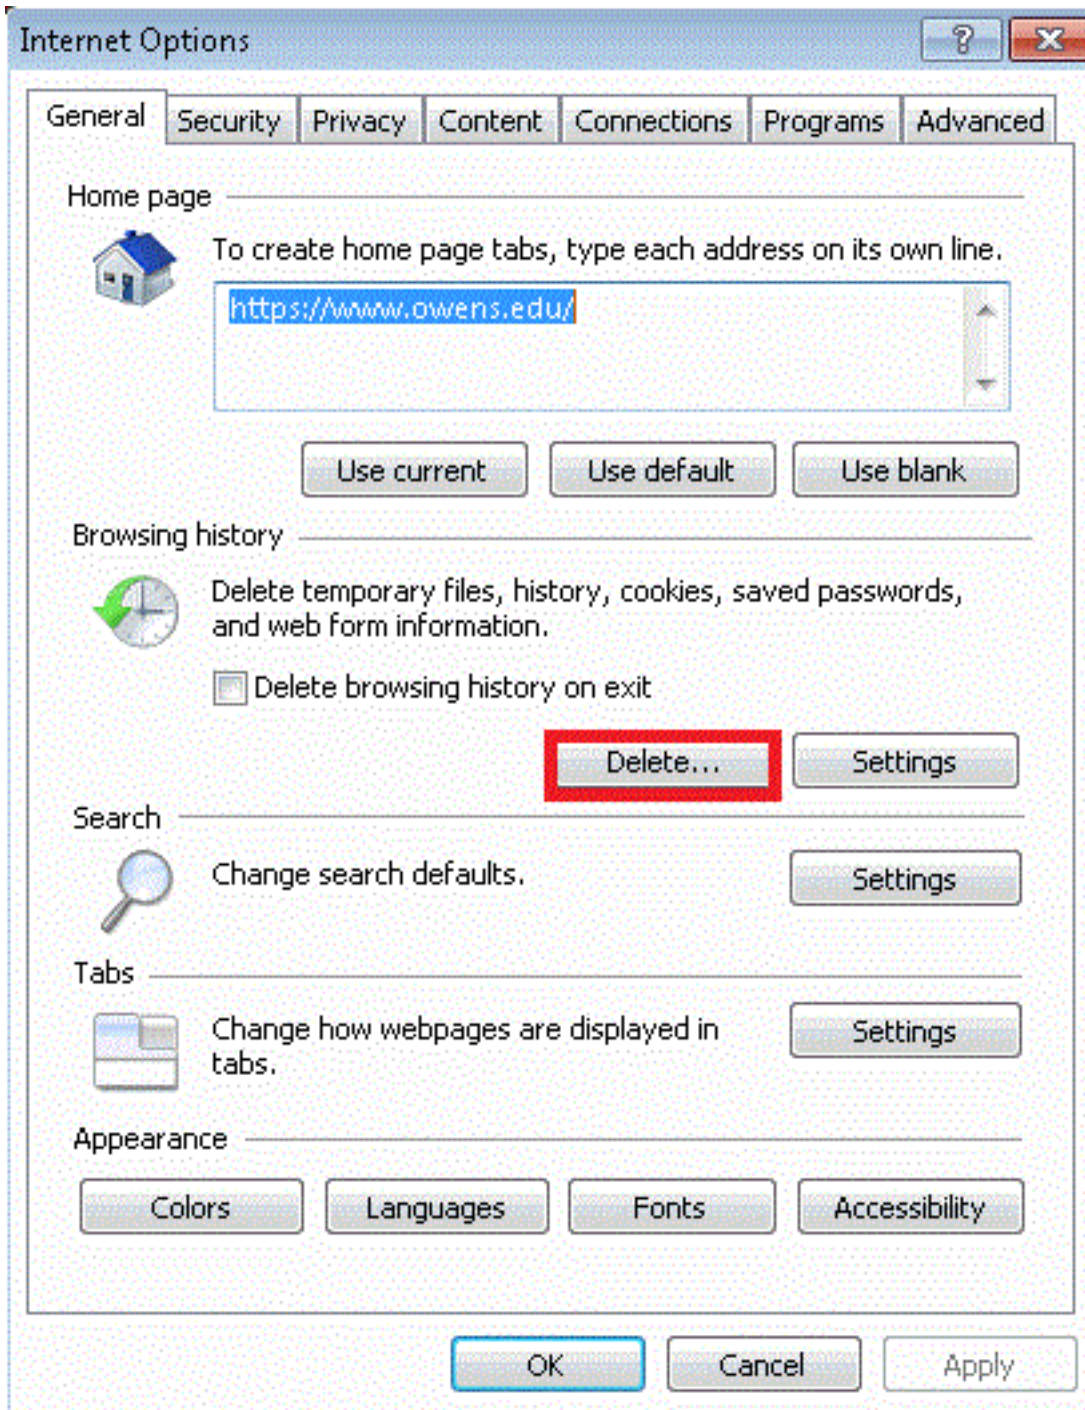 Internet Options ?
General Security Privacy Content Connections Programs Advanced
Home page
To create home page tabs, type each address on its own line.
https://www.owens.edu/
Use current Use default Use blank
Browsing history
Delete temporary files, history, cookies, saved passwords,
and web form information.
Delete browsing history on exit
Delete... Settings
Search
Change search defaults. Settings
Tabs
Change how webpages are displayed in Settings
tabs.
Appearance
Colors Languages Fonts Accessibility
OK Cancel Apply